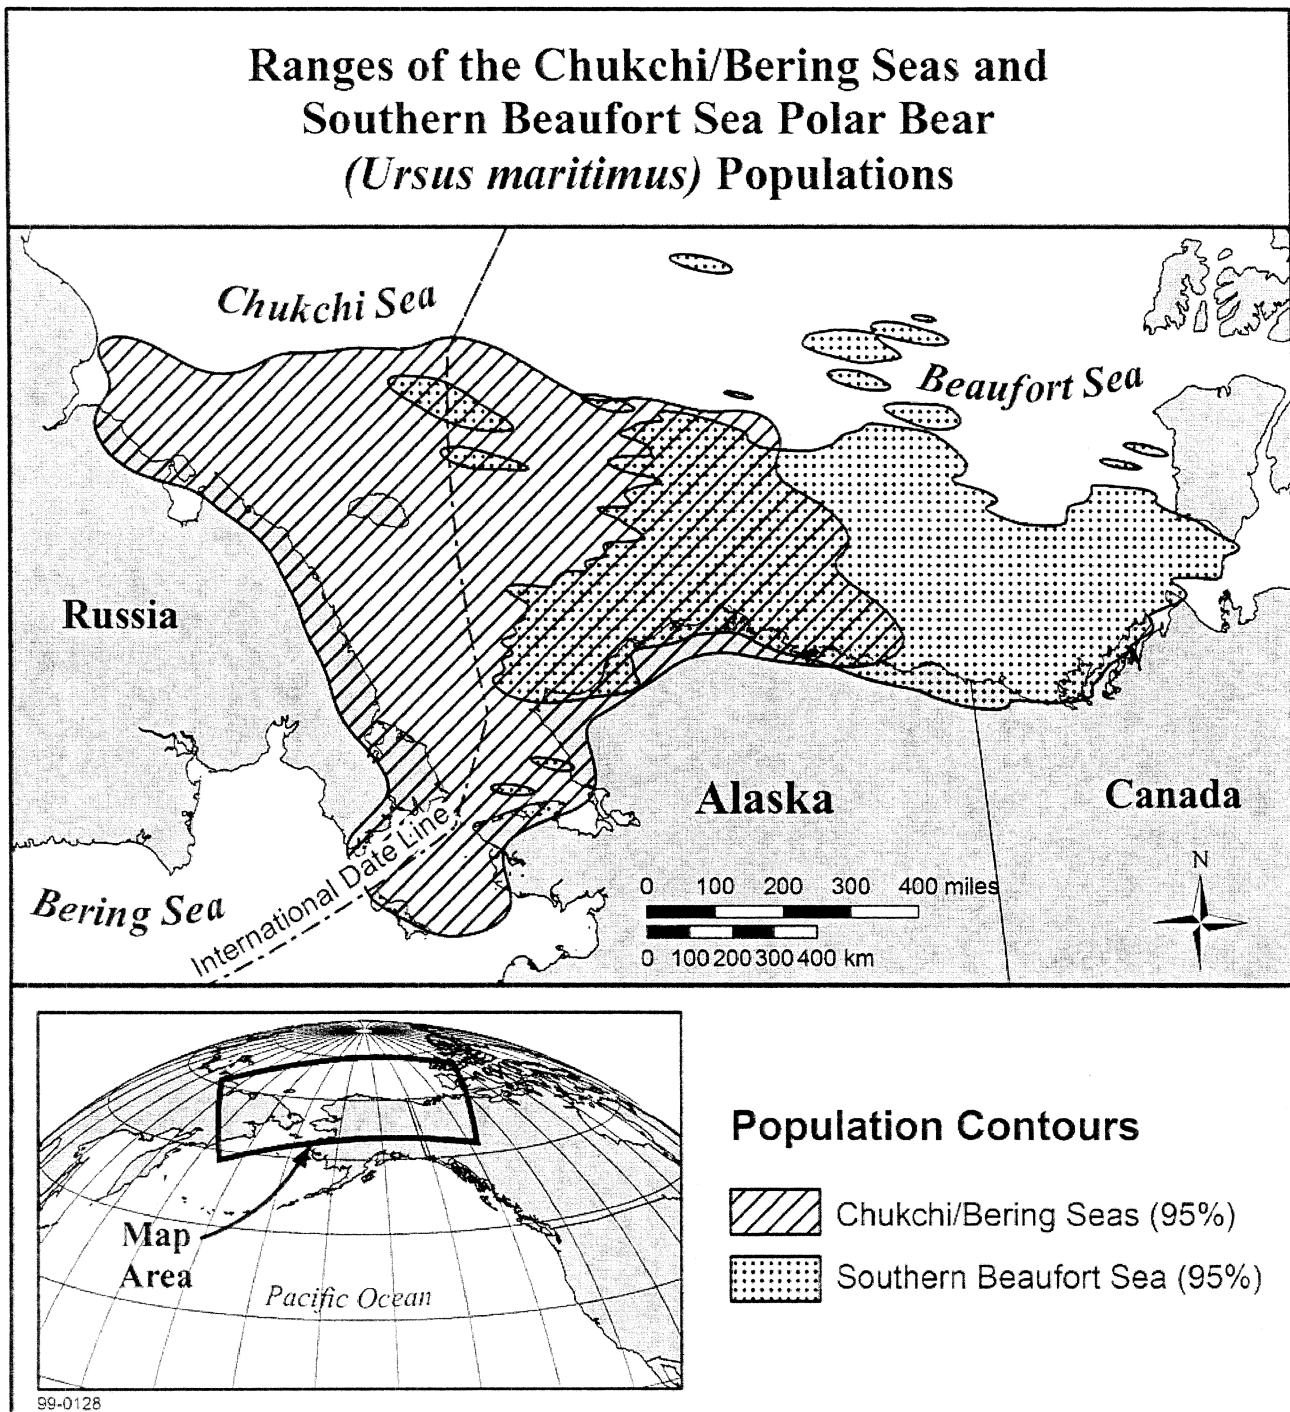 Ranges of the Chukchi/Bering Seas and
Southern Beaufort Sea Polar Bear
(Ursus maritimus) Populations
Chukchi Sea
Beaufort Sea
Russia
Alaska
Canada
N
Bering Sea
International Date Line
0 100 200 300 400 miles
0 100 200 300 400 km
Map
Area
Pacific Ocean
Population Contours
Chukchi/Bering Seas (95%)
Southern Beaufort Sea (95%)
99-0128